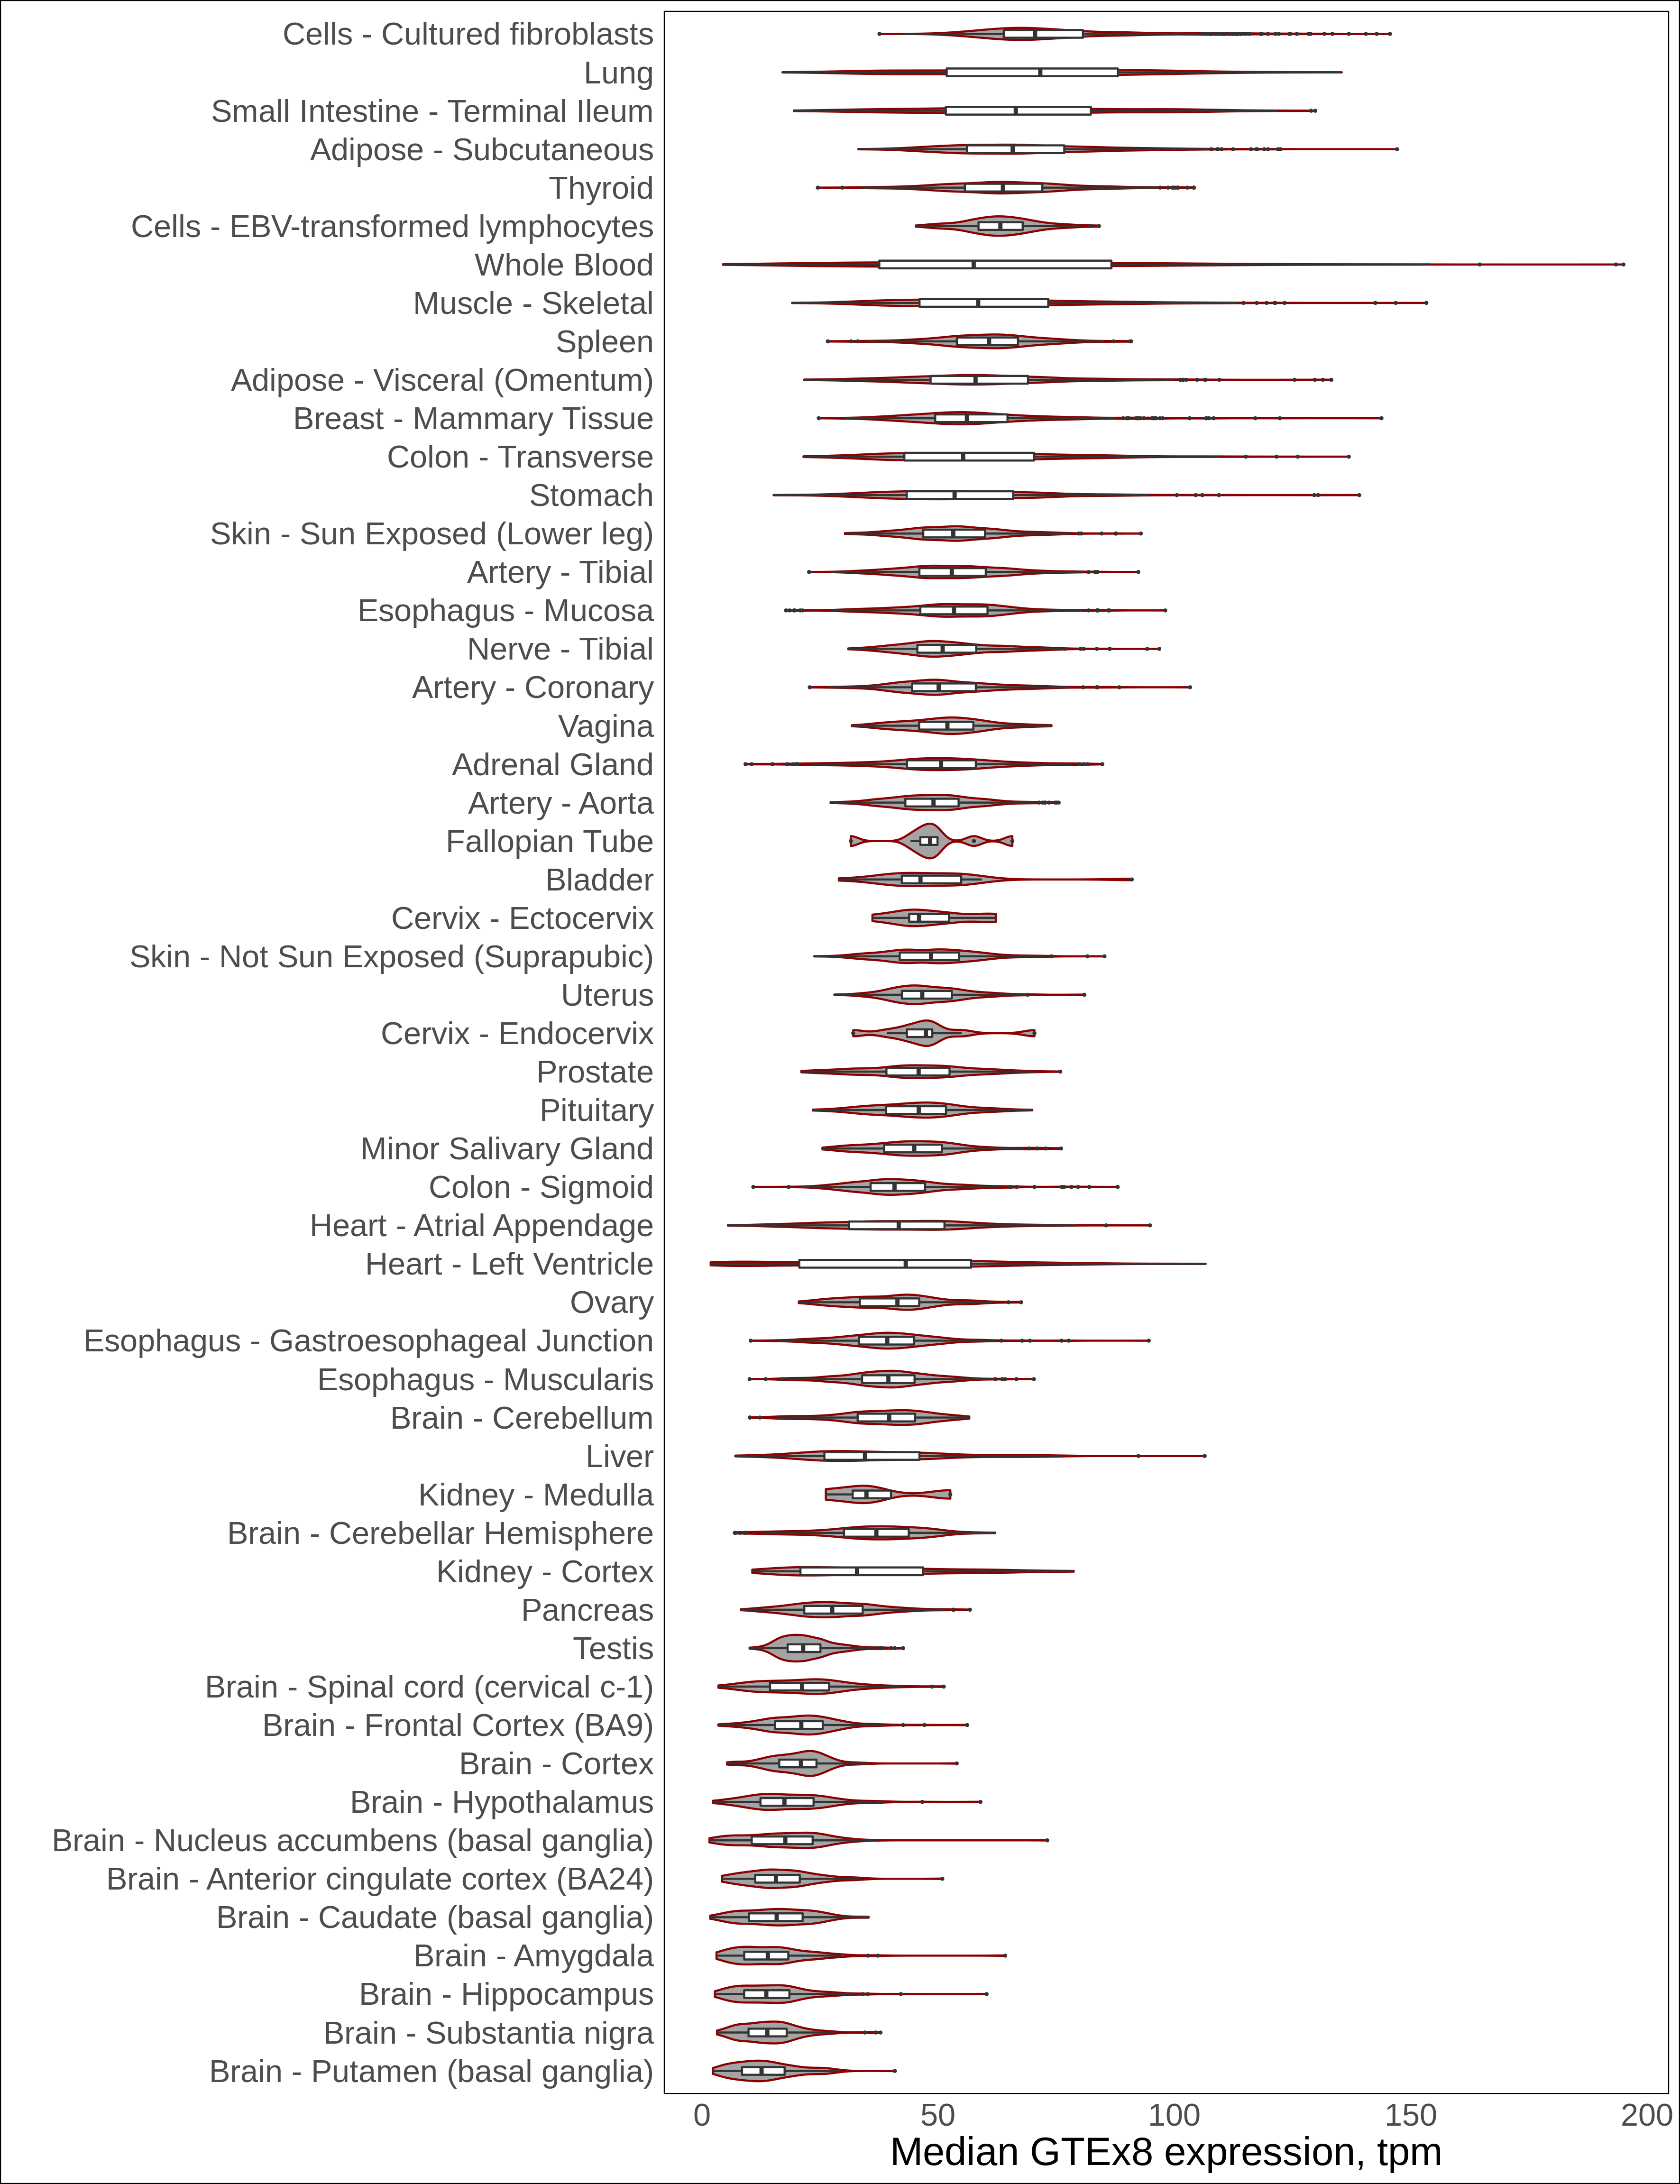 Cells - Cultured fibroblasts
Lung
Small Intestine - Terminal Ileum
Adipose - Subcutaneous
Thyroid
Cells - EBV-transformed lymphocytes
Whole Blood
Muscle - Skeletal
Spleen
Adipose - Visceral (Omentum)
Breast - Mammary Tissue
Colon - Transverse
Stomach
Skin - Sun Exposed (Lower leg)
Artery - Tibial
Esophagus - Mucosa
Nerve - Tibial
Artery - Coronary
Vagina
Adrenal Gland
Artery - Aorta
Fallopian Tube
Bladder
Cervix - Ectocervix
Skin - Not Sun Exposed (Suprapubic)
Uterus
Cervix - Endocervix
Prostate
Pituitary
Minor Salivary Gland
Colon - Sigmoid
Heart - Atrial Appendage
Heart - Left Ventricle
Ovary
Esophagus - Gastroesophageal Junction
Esophagus - Muscularis
Brain - Cerebellum
Liver
Kidney - Medulla
Brain - Cerebellar Hemisphere
Kidney - Cortex
Pancreas
Testis
Brain - Spinal cord (cervical c-1)
Brain - Frontal Cortex (BA9)
Brain - Cortex
Brain - Hypothalamus
Brain - Nucleus accumbens (basal ganglia)
Brain - Anterior cingulate cortex (BA24)
Brain - Caudate (basal ganglia)
Brain - Amygdala
Brain - Hippocampus
Brain - Substantia nigra
Brain - Putamen (basal ganglia)
0 50 100 150 200
Median GTEx8 expression, tpm